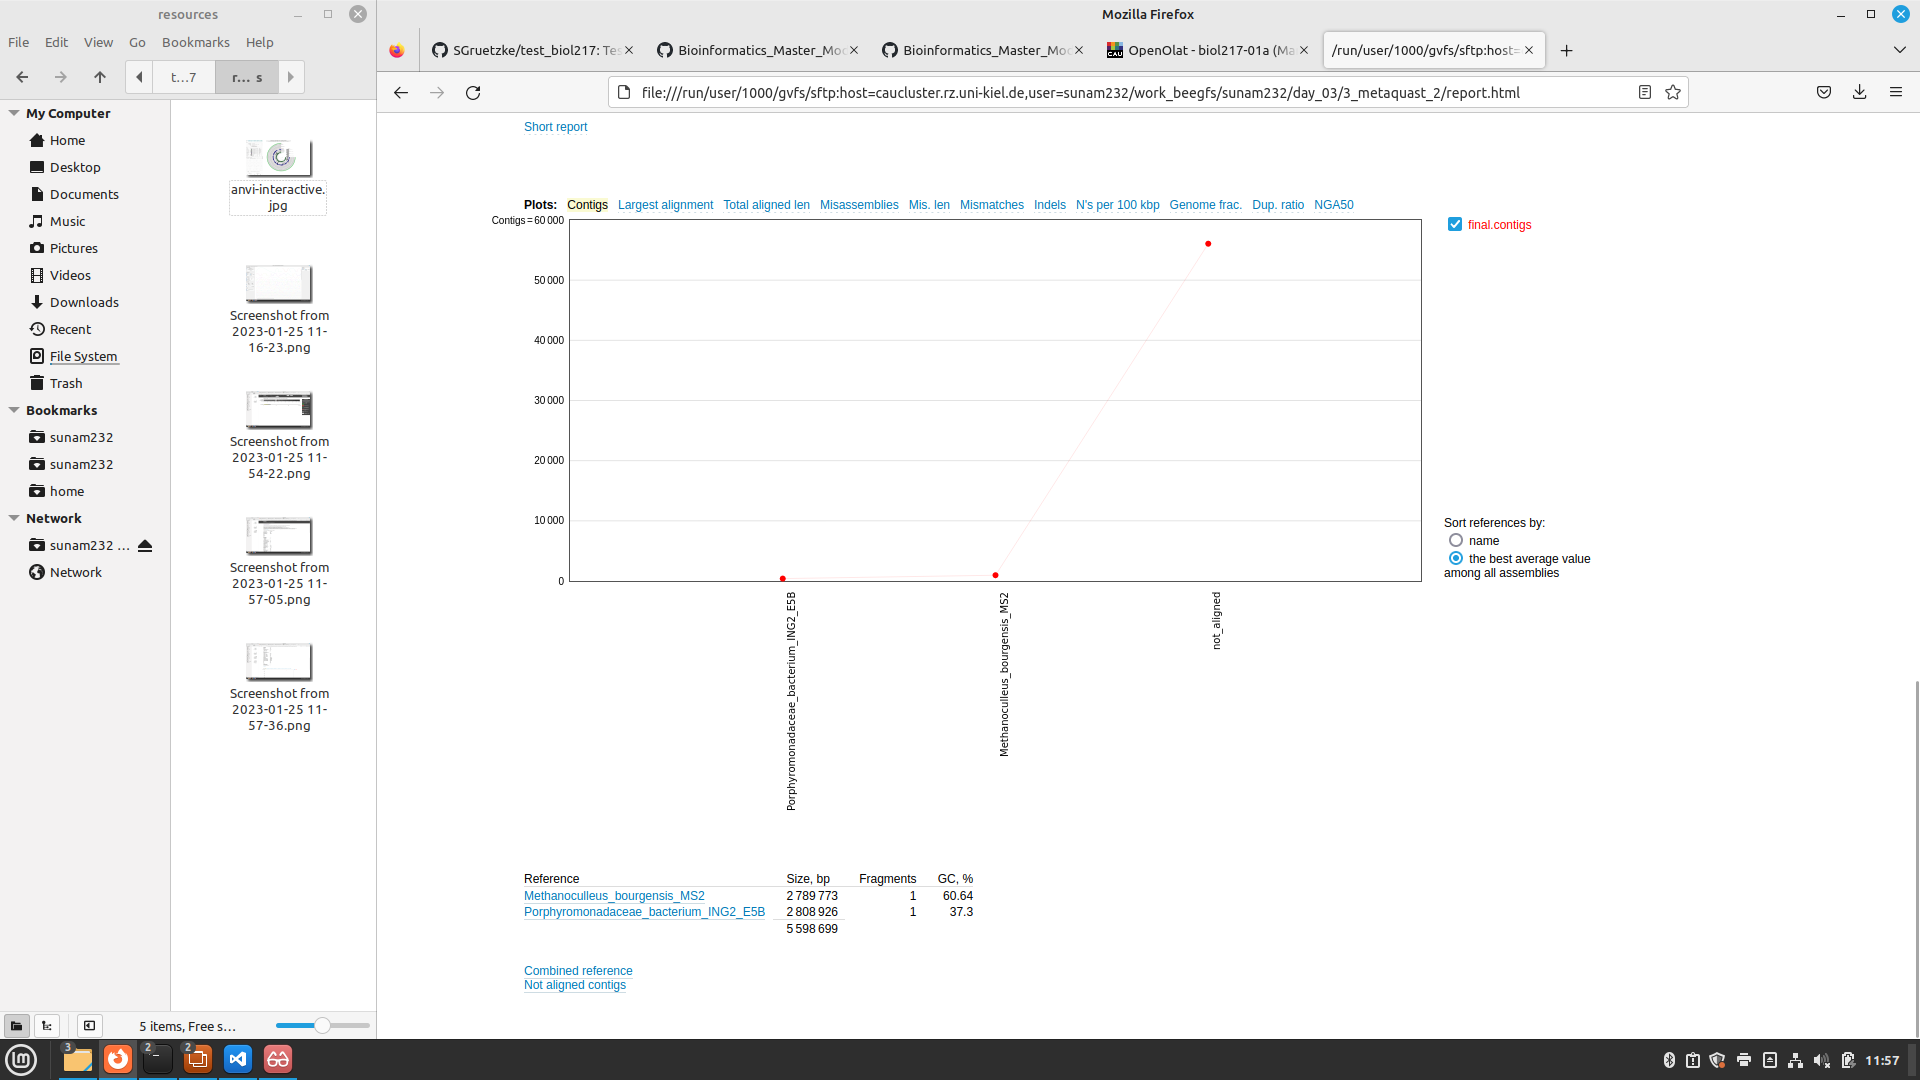 resources
File Edit View Go Bookmarks Help
t…7 r… s
My Computer
Home
Desktop
Documents
Music
Pictures
Videos
Downloads
Recent
File System
Trash
Bookmarks
sunam232
sunam232
home
Network
sunam232 …
Network
anvi-interactive.
jpg
Screenshot from
2023-01-25 11-
16-23.png
Screenshot from
2023-01-25 11-
54-22.png
Screenshot from
2023-01-25 11-
57-05.png
Screenshot from
2023-01-25 11-
57-36.png
5 items, Free s…
Mozilla Firefox
SGruetzke/test_biol217: Tes
Bioinformatics_Master_Mod
Bioinformatics_Master_Mod
OpenOlat - biol217-01a (Ma
/run/user/1000/gvfs/sftp:host=
file:///run/user/1000/gvfs/sftp:host=caucluster.rz.uni-kiel.de,user=sunam232/work_beegfs/sunam232/day_03/3_metaquast_2/report.html
Short report
Plots: Contigs Largest alignment Total aligned len Misassemblies Mis. len Mismatches Indels N's per 100 kbp Genome frac. Dup. ratio NGA50
Contigs = 60 000
50 000
40 000
30 000
20 000
10 000
0
Porphyromonadaceae_bacterium_ING2_E5B
Methanoculleus_bourgensis_MS2
not_aligned
final.contigs
Sort references by:
name
the best average value
among all assemblies
Reference Size, bp Fragments GC, %
Methanoculleus_bourgensis_MS2 2 789 773 1 60.64
Porphyromonadaceae_bacterium_ING2_E5B 2 808 926 1 37.3
5 598 699
Combined reference
Not aligned contigs
lm 3 2 2 11:57